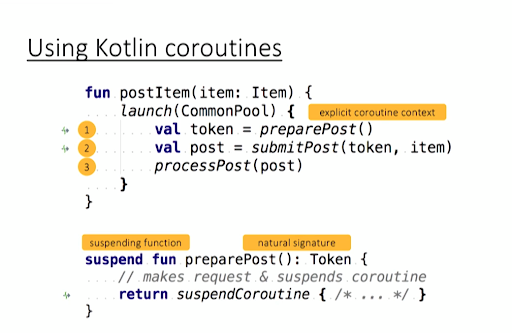 Using Kotlin coroutines
fun postItem(item: Item) {
launch(CommonPool) { explicit coroutine context
1 val token = preparePost()
2 val post = submitPost(token, item)
3 processPost(post)
}
}
suspending function natural signature
suspend fun preparePost(): Token {
// makes request & suspends coroutine
return suspendCoroutine { /* ... */ }
}